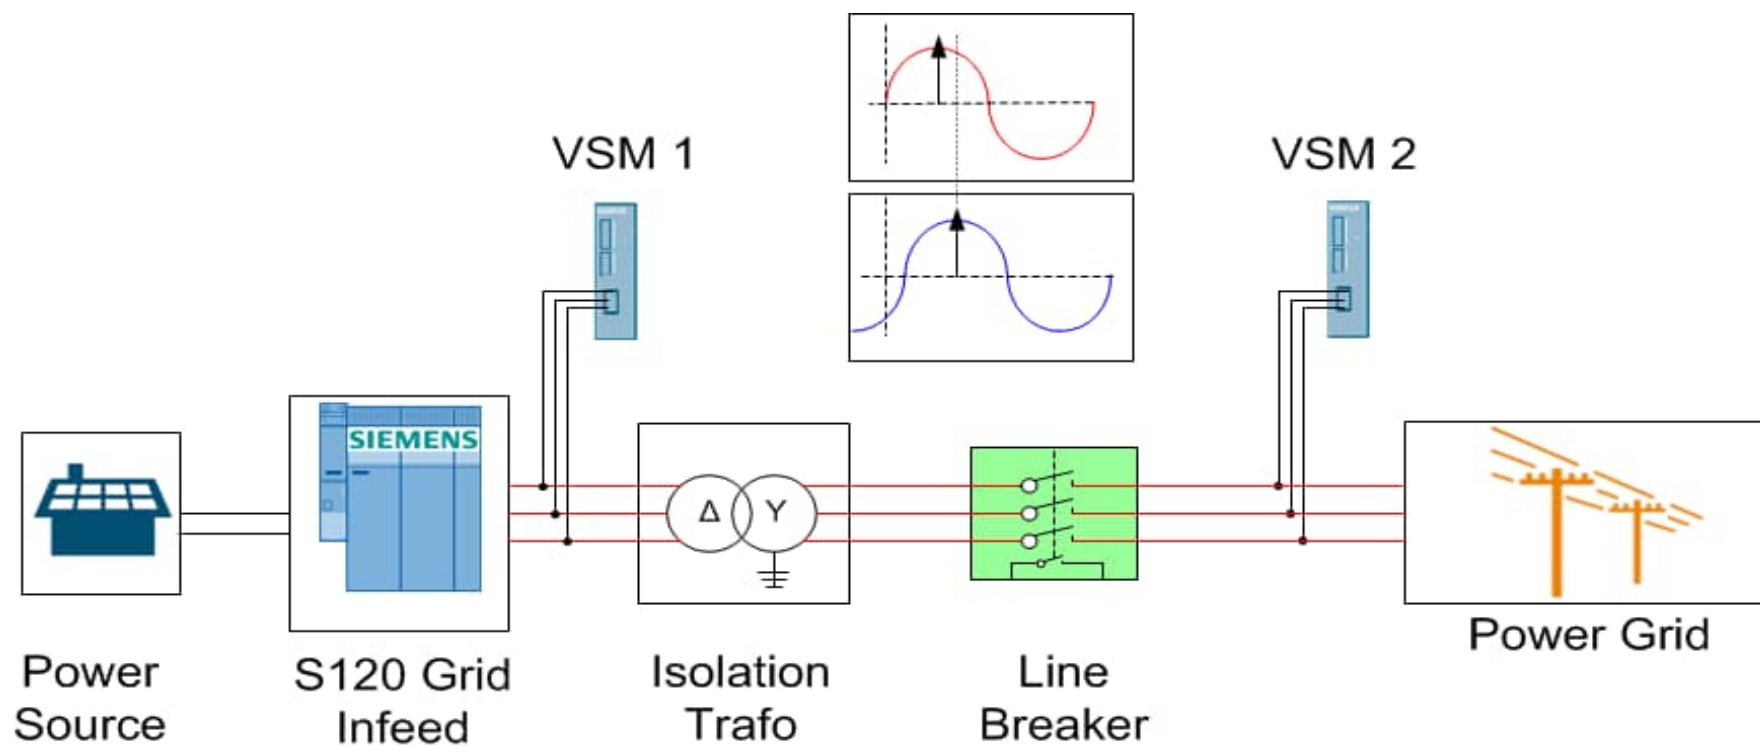 VSM 1
VSM 2
SIEMENS
Δ
Y
Power Grid
Power
Source
S120 Grid
Infeed
Isolation
Trafo
Line
Breaker